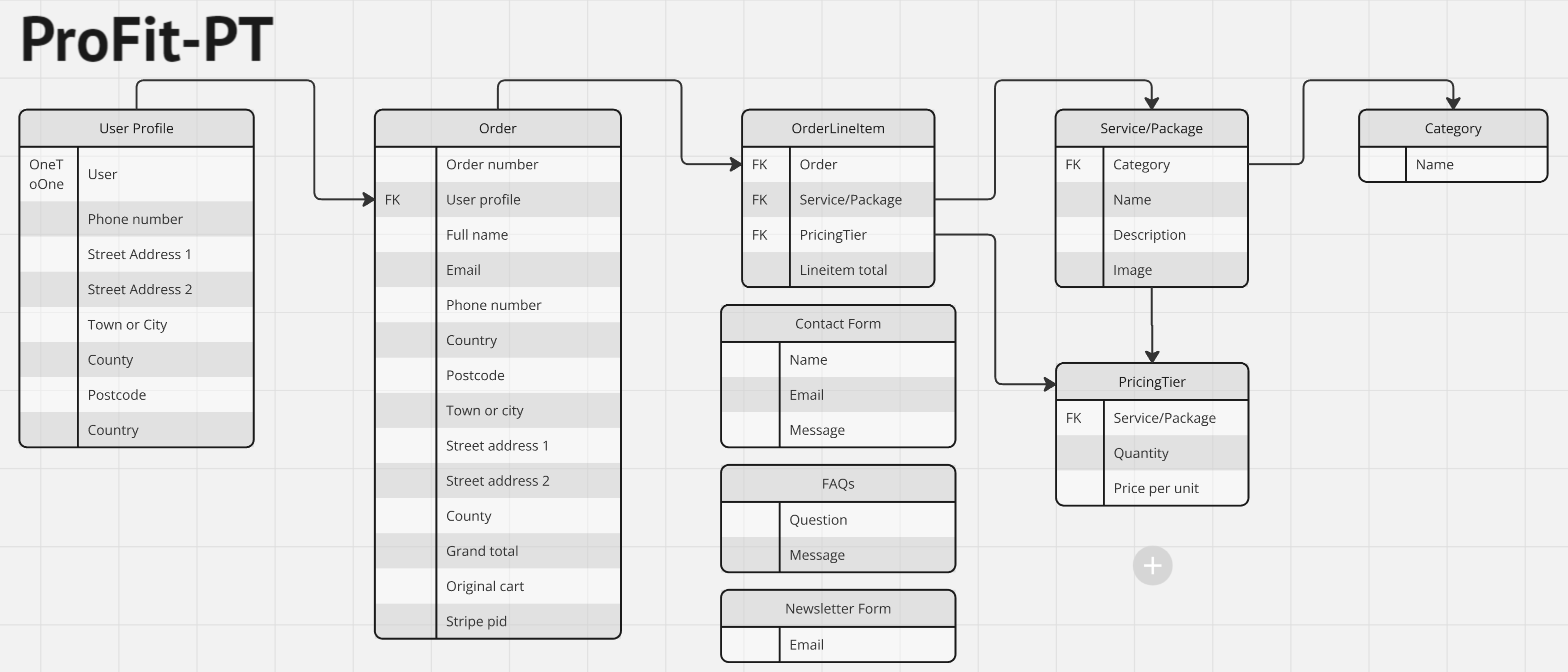 ProFit-PT
User Profile
OneT
oOne
User
Phone number
Street Address 1
Street Address 2
Town or City
County
Postcode
Country
Order
Order number
FK User profile
Full name
Email
Phone number
Country
Postcode
Town or city
Street address 1
Street address 2
County
Grand total
Original cart
Stripe pid
OrderLineItem
FK Order
FK Service/Package
FK PricingTier
Lineitem total
Contact Form
Name
Email
Message
FAQs
Question
Message
Newsletter Form
Email
Service/Package
FK Category
Name
Description
Image
PricingTier
FK Service/Package
Quantity
Price per unit
Category
Name